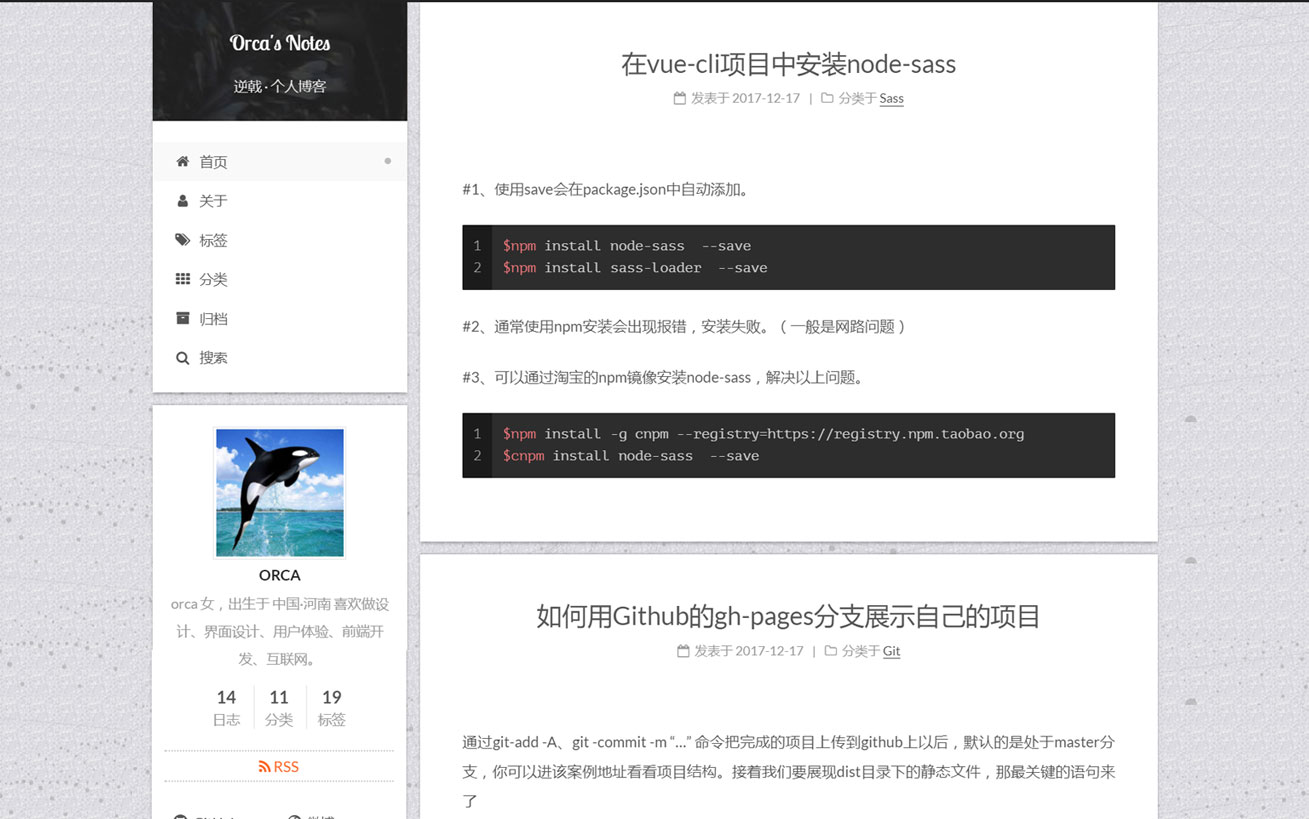 Orca's Notes
逆戟 · 个人博客
首页
关于
标签
分类
归档
搜索
ORCA
orca 女，出生于 中国·河南 喜欢做设
计、界面设计、用户体验、前端开
发、互联网。
14 11 19
日志 分类 标签
RSS
在vue-cli项目中安装node-sass
发表于 2017-12-17 | 分类于 Sass
#1、使用save会在package.json中自动添加。
1 $npm install node-sass  --save
2 $npm install sass-loader  --save
#2、通常使用npm安装会出现报错，安装失败。（一般是网路问题）
#3、可以通过淘宝的npm镜像安装node-sass，解决以上问题。
1 $npm install -g cnpm --registry=https://registry.npm.taobao.org
2 $cnpm install node-sass  --save
如何用Github的gh-pages分支展示自己的项目
发表于 2017-12-17 | 分类于 Git
通过git-add -A、git -commit -m “…” 命令把完成的项目上传到github上以后，默认的是处于master分
支，你可以进该案例地址看看项目结构。接着我们要展现dist目录下的静态文件，那最关键的语句来
了